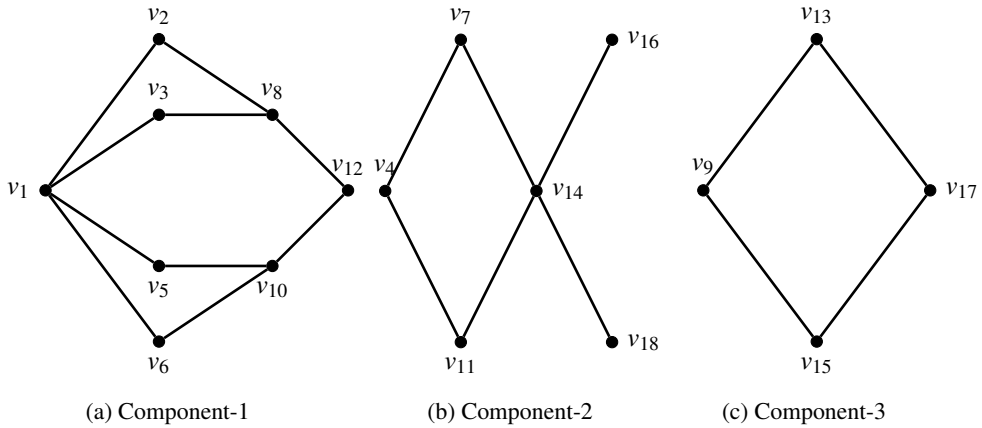 v2
v3
v8
v12
v1
v5
v10
v6
(a) Component-1
v7
v16
v4
v14
v18
v11
(b) Component-2
v13
v9
v17
v15
(c) Component-3